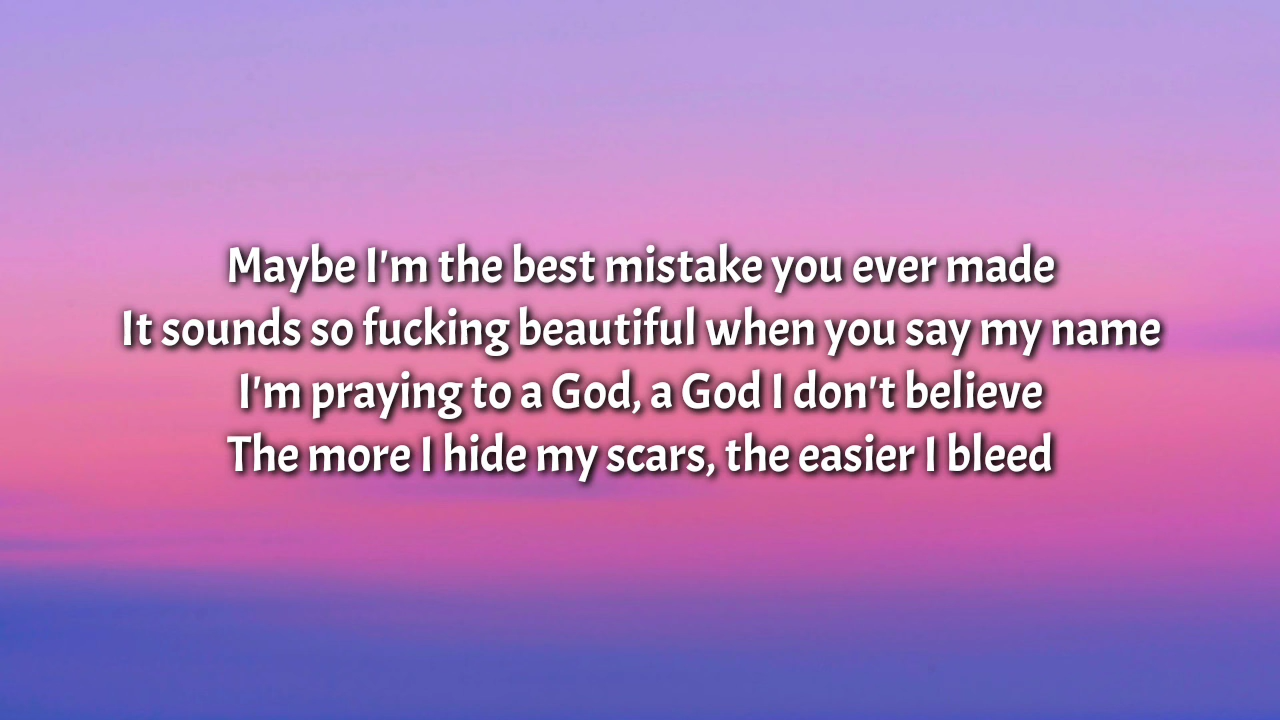 Maybe I'm the best mistake you ever made
It sounds so fucking beautiful when you say my name
I'm praying to a God, a God I don't believe
The more I hide my scars, the easier I bleed